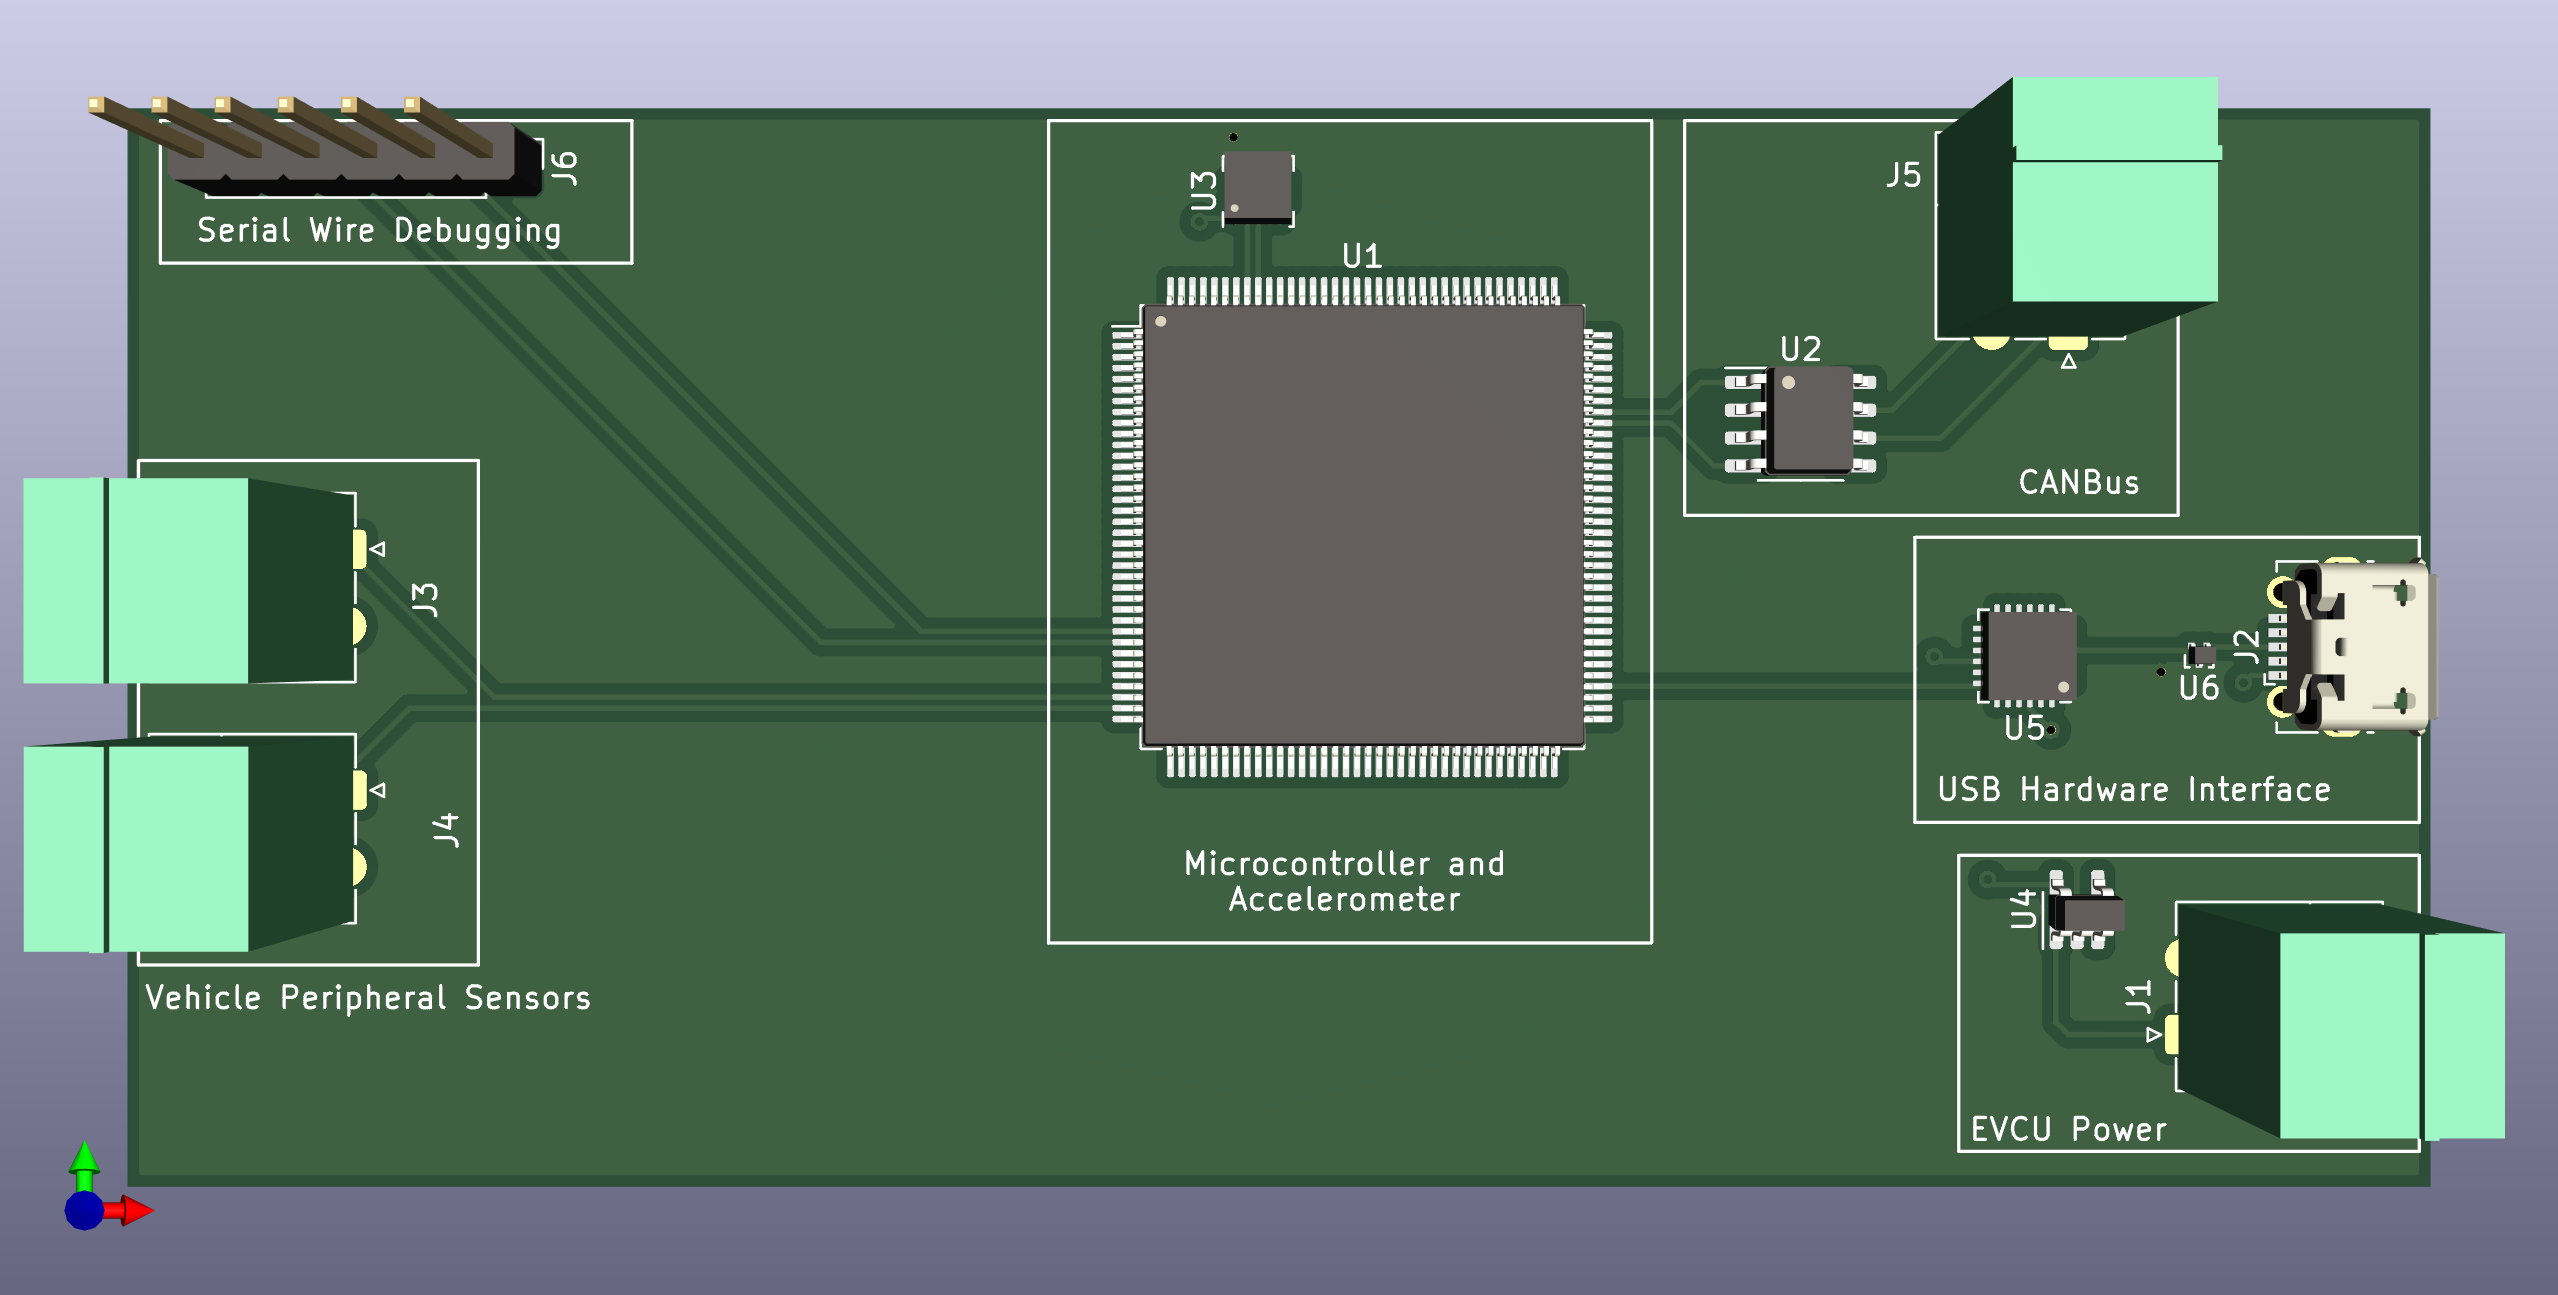 J6
Serial Wire Debugging
U3
U1
J5
U2
CANBus
J3
J4
Vehicle Peripheral Sensors
Microcontroller and
Accelerometer
J2
U6
U5
USB Hardware Interface
U4
J1
EVCU Power